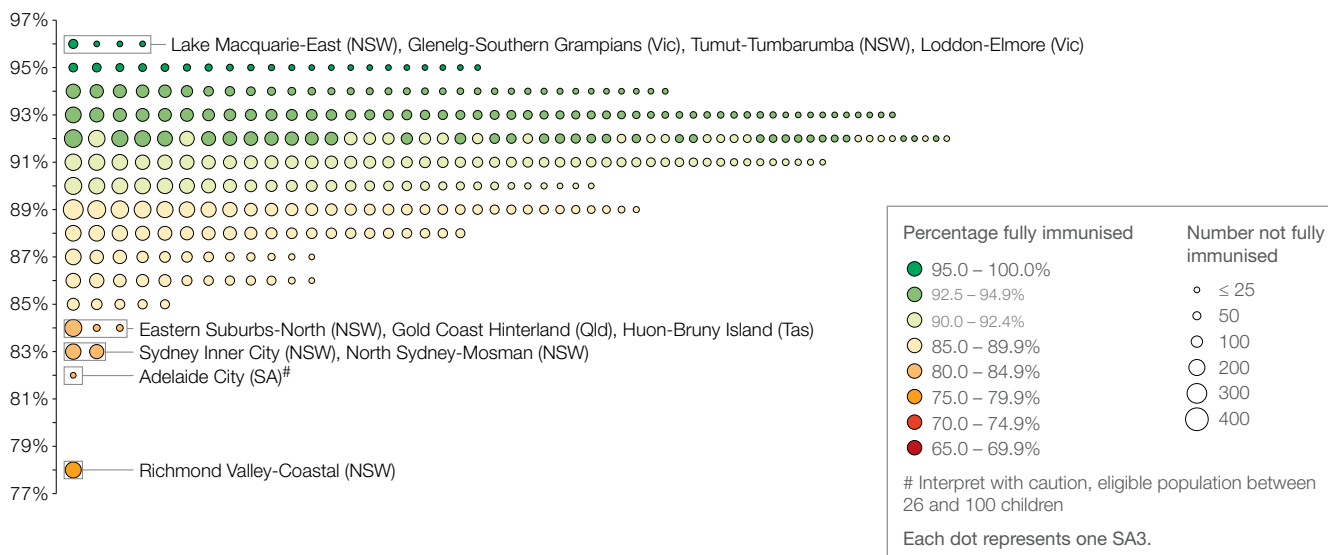 97%
Lake Macquarie-East (NSW), Glenelg-Southern Grampians (Vic), Tumut-Tumbarumba (NSW), Loddon-Elmore (Vic)
95%
93%
91%
89%
87%
85%
Eastern Suburbs-North (NSW), Gold Coast Hinterland (Qld), Huon-Bruny Island (Tas)
83%
Sydney Inner City (NSW), North Sydney-Mosman (NSW)
Adelaide City (SA)#
81%
79%
Richmond Valley-Coastal (NSW)
77%
Percentage fully immunised
95.0 – 100.0%
92.5 – 94.9%
90.0 – 92.4%
85.0 – 89.9%
80.0 – 84.9%
75.0 – 79.9%
70.0 – 74.9%
65.0 – 69.9%
Number not fully
immunised
≤ 25
50
100
200
300
400
# Interpret with caution, eligible population between
26 and 100 children
Each dot represents one SA3.